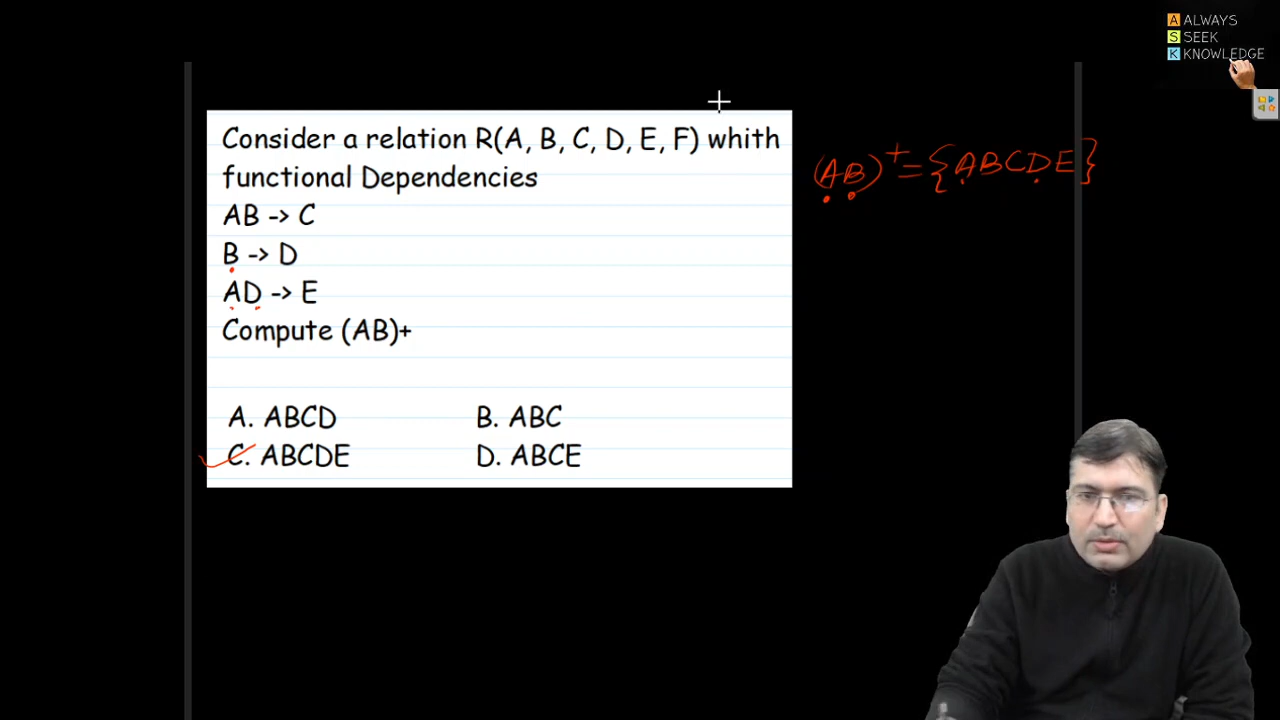 A ALWAYS
S SEEK
K KNOWLEDGE
Consider a relation R(A, B, C, D, E, F) whith
functional Dependencies
AB -> C
B -> D
AD -> E
Compute (AB)+
A. ABCD B. ABC
C. ABCDE D. ABCE
(AB)+ = {ABCDE}